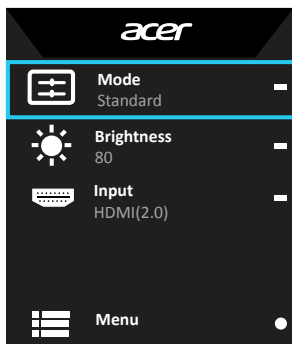 acer
Mode
Standard
Brightness
80
Input
HDMI(2.0)
Menu